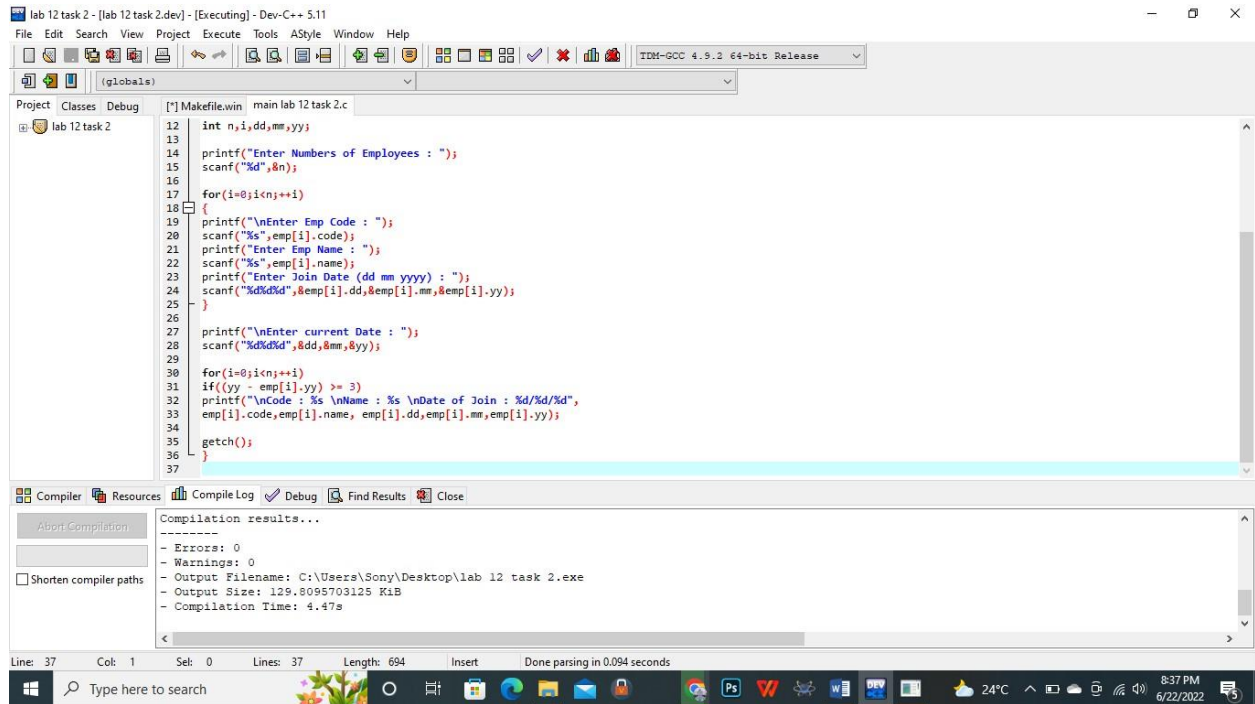 lab 12 task 2 - [lab 12 task 2.dev] - [Executing] - Dev-C++ 5.11
File Edit Search View Project Execute Tools AStyle Window Help
TDM-GCC 4.9.2 64-bit Release
(globals)
Project Classes Debug [*] Makefile.win main lab 12 task 2.c
lab 12 task 2
12 int n,i,dd,mm,yy;
13
14 printf("Enter Numbers of Employees : ");
15 scanf("%d",&n);
16
17 for(i=0;i<n;++i)
18 {
19 printf("\nEnter Emp Code : ");
20 scanf("%s",emp[i].code);
21 printf("Enter Emp Name : ");
22 scanf("%s",emp[i].name);
23 printf("Enter Join Date (dd mm yyyy) : ");
24 scanf("%d%d%d",&emp[i].dd,&emp[i].mm,&emp[i].yy);
25 }
26
27 printf("\nEnter current Date : ");
28 scanf("%d%d%d",&dd,&mm,&yy);
29
30 for(i=0;i<n;++i)
31 if((yy - emp[i].yy) >= 3)
32 printf("\nCode : %s \nName : %s \nDate of Join : %d/%d/%d",
33 emp[i].code,emp[i].name, emp[i].dd,emp[i].mm,emp[i].yy);
34
35 getch();
36 }
37
Compiler Resources Compile Log Debug Find Results Close
Abort Compilation
Shorten compiler paths
Compilation results...
--------
- Errors: 0
- Warnings: 0
- Output Filename: C:\Users\Sony\Desktop\lab 12 task 2.exe
- Output Size: 129.8095703125 KiB
- Compilation Time: 4.47s
Line: 37 Col: 1 Sel: 0 Lines: 37 Length: 694 Insert Done parsing in 0.094 seconds
Type here to search
Ps
W
DEV
24°C
8:37 PM
6/22/2022
5